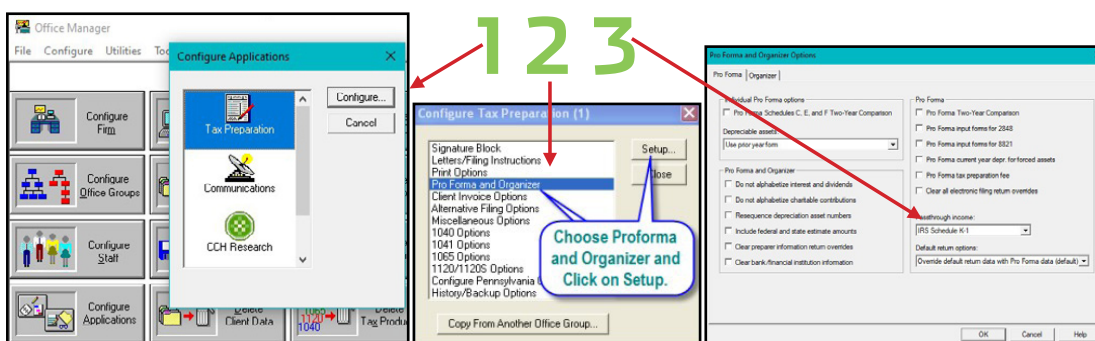 1 2 3
Office Manager
File Configure Utilities
Configure Applications
Configure
Firm
Configure
Office Groups
Configure
Staff
Configure
Applications
Tax Preparation
Communications
CCH Research
Configure...
Cancel
Delete
Client Data
1065
1120
1040
Delete
Configure Tax Preparation (1)
Signature Block
Letters/Filing Instructions
Print Options
Pro Forma and Organizer
Client Invoice Options
Alternative Filing Options
Miscellaneous Options
1040 Options
1041 Options
1065 Options
1120/1120S Options
Configure Pennsylvania
History/Backup Options
Setup...
Close
Choose Proforma
and Organizer and
Click on Setup.
Copy From Another Office Group...
Pro Forma and Organizer Options
Pro Forma Organizer
Individual Pro Forma options
Pro Forma Schedules C, E, and F Two-Year Comparison
Depreciable assets:
Use prior year form
Pro Forma and Organizer
Do not alphabetize interest and dividends
Do not alphabetize charitable contributions
Resequence depreciation asset numbers
Include federal and state estimate amounts
Clear preparer information return overrides
Clear bank/financial institution information
Pro Forma
Pro Forma Two-Year Comparison
Pro Forma input forms for 2848
Pro Forma input forms for 8821
Pro Forma current year depr. for forced assets
Pro Forma tax preparation fee
Clear all electronic filing return overrides
Passthrough income:
IRS Schedule K-1
Default return options:
Override default return data with Pro Forma data (default)
OK Cancel Help